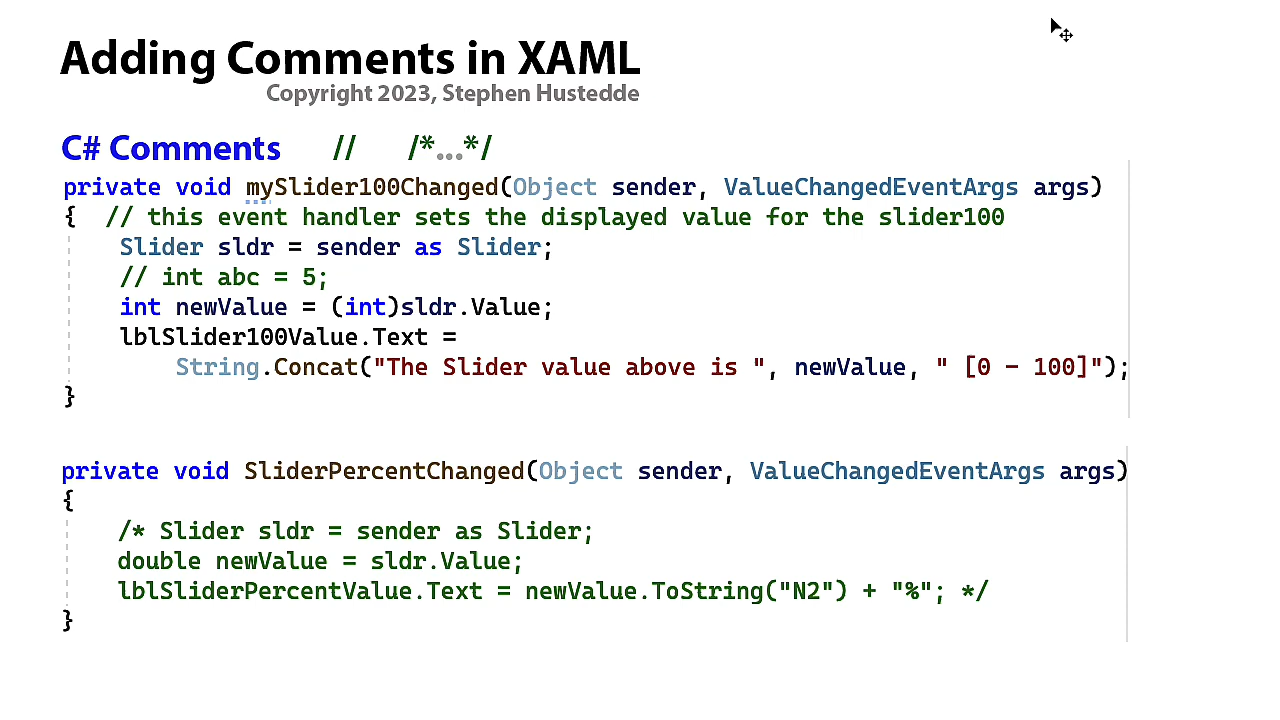 Adding Comments in XAML
Copyright 2023, Stephen Hustedde
C# Comments // /*...*/
private void mySlider100Changed(Object sender, ValueChangedEventArgs args)
{ // this event handler sets the displayed value for the slider100
Slider sldr = sender as Slider;
// int abc = 5;
int newValue = (int)sldr.Value;
lblSlider100Value.Text =
String.Concat("The Slider value above is ", newValue, " [0 - 100]");
}
private void SliderPercentChanged(Object sender, ValueChangedEventArgs args)
{
/* Slider sldr = sender as Slider;
double newValue = sldr.Value;
lblSliderPercentValue.Text = newValue.ToString("N2") + "%"; */
}